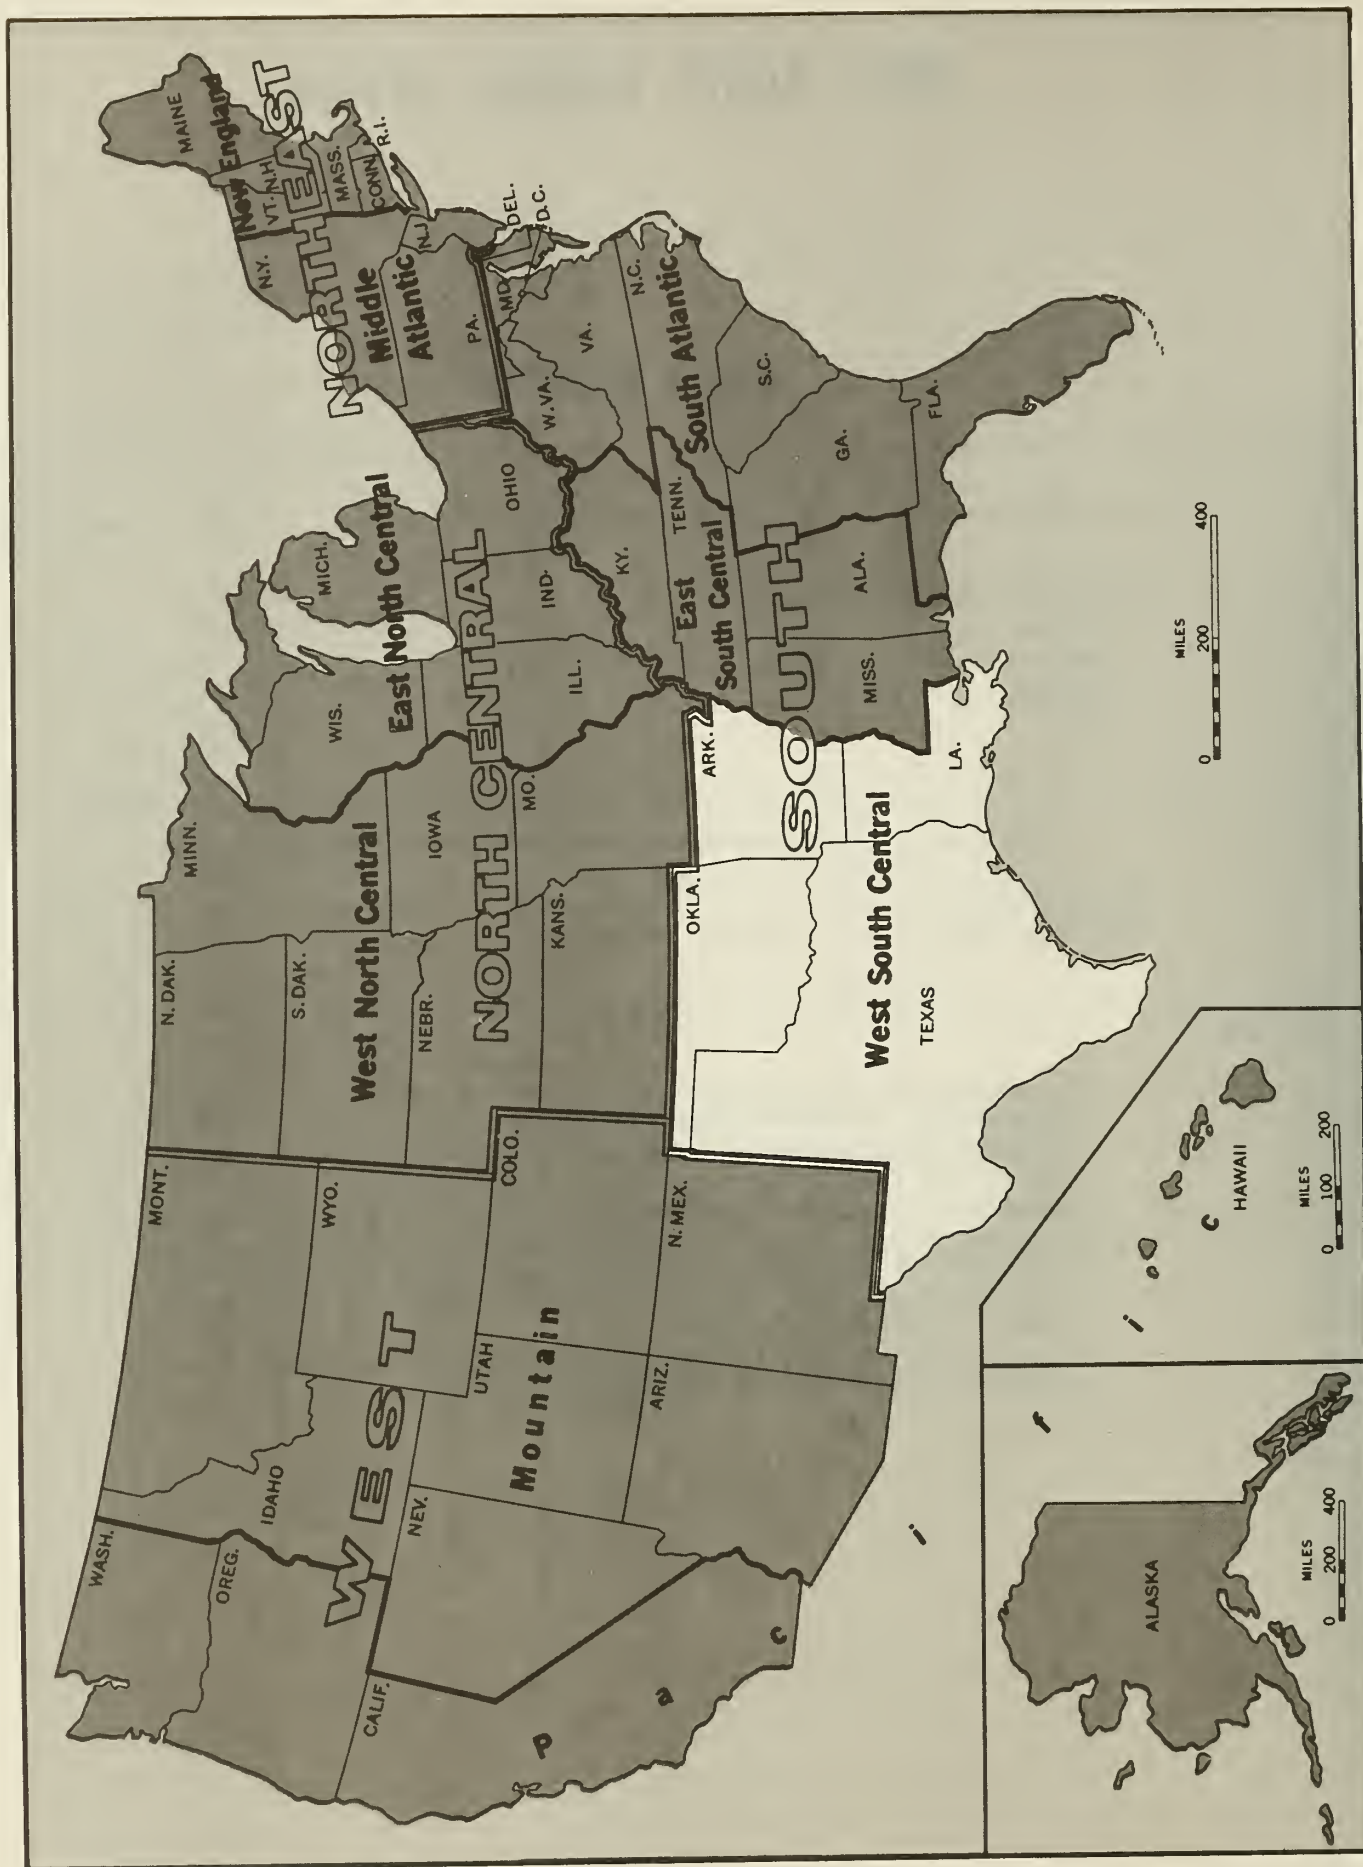 WEST
NORTH CENTRAL
NORTHEAST
SOUTH
Pacific
Mountain
West North Central
East North Central
West South Central
East
South Central
South Atlantic
Middle
Atlantic
New England
WASH.
OREG.
CALIF.
IDAHO
NEV.
MONT.
WYO.
UTAH
COLO.
ARIZ.
N. MEX.
N. DAK.
S. DAK.
NEBR.
KANS.
MINN.
IOWA
MO.
WIS.
ILL.
MICH.
IND.
OHIO
OKLA.
TEXAS
ARK.
LA.
KY.
TENN.
MISS.
ALA.
W.VA.
VA.
MD.
DEL.
D.C.
N.C.
S.C.
GA.
FLA.
PA.
N.J.
N.Y.
CONN.
R.I.
MASS.
VT.
N.H.
MAINE
ALASKA
MILES
0 200 400
HAWAII
MILES
0 100 200
MILES
0 200 400